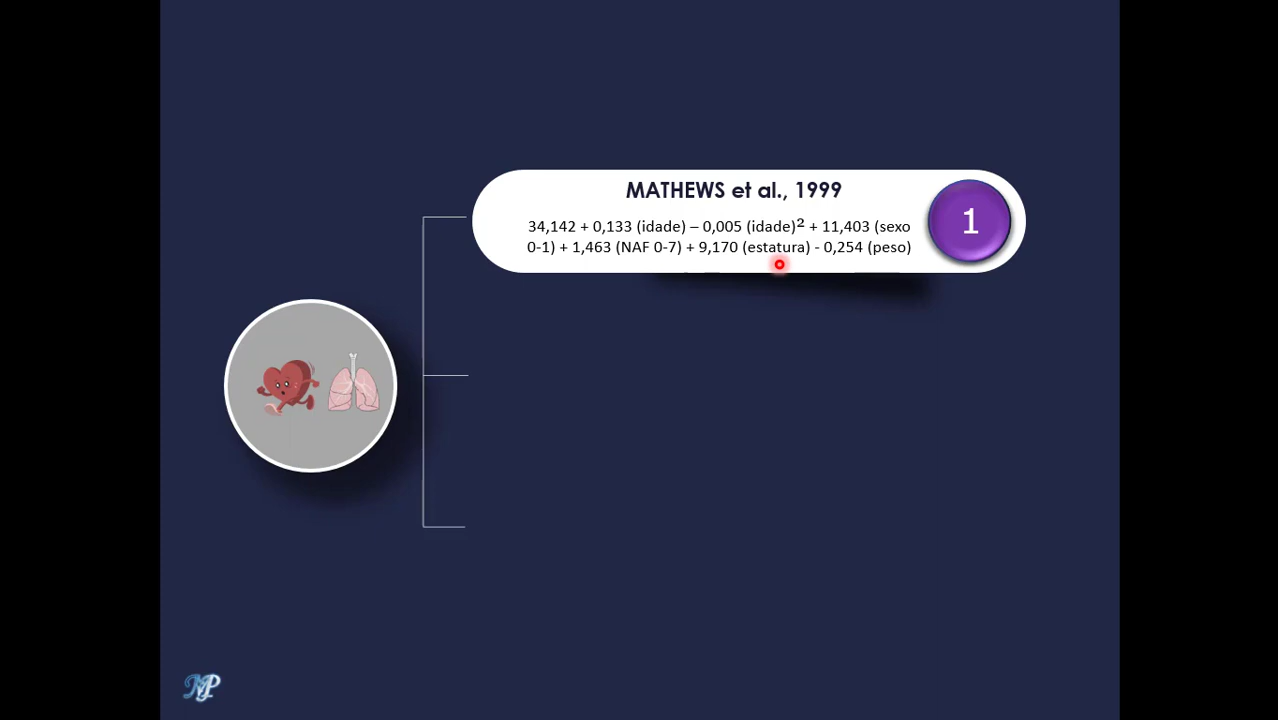 MATHEWS et al., 1999
34,142 + 0,133 (idade) – 0,005 (idade)² + 11,403 (sexo
0-1) + 1,463 (NAF 0-7) + 9,170 (estatura) - 0,254 (peso)
1
MP